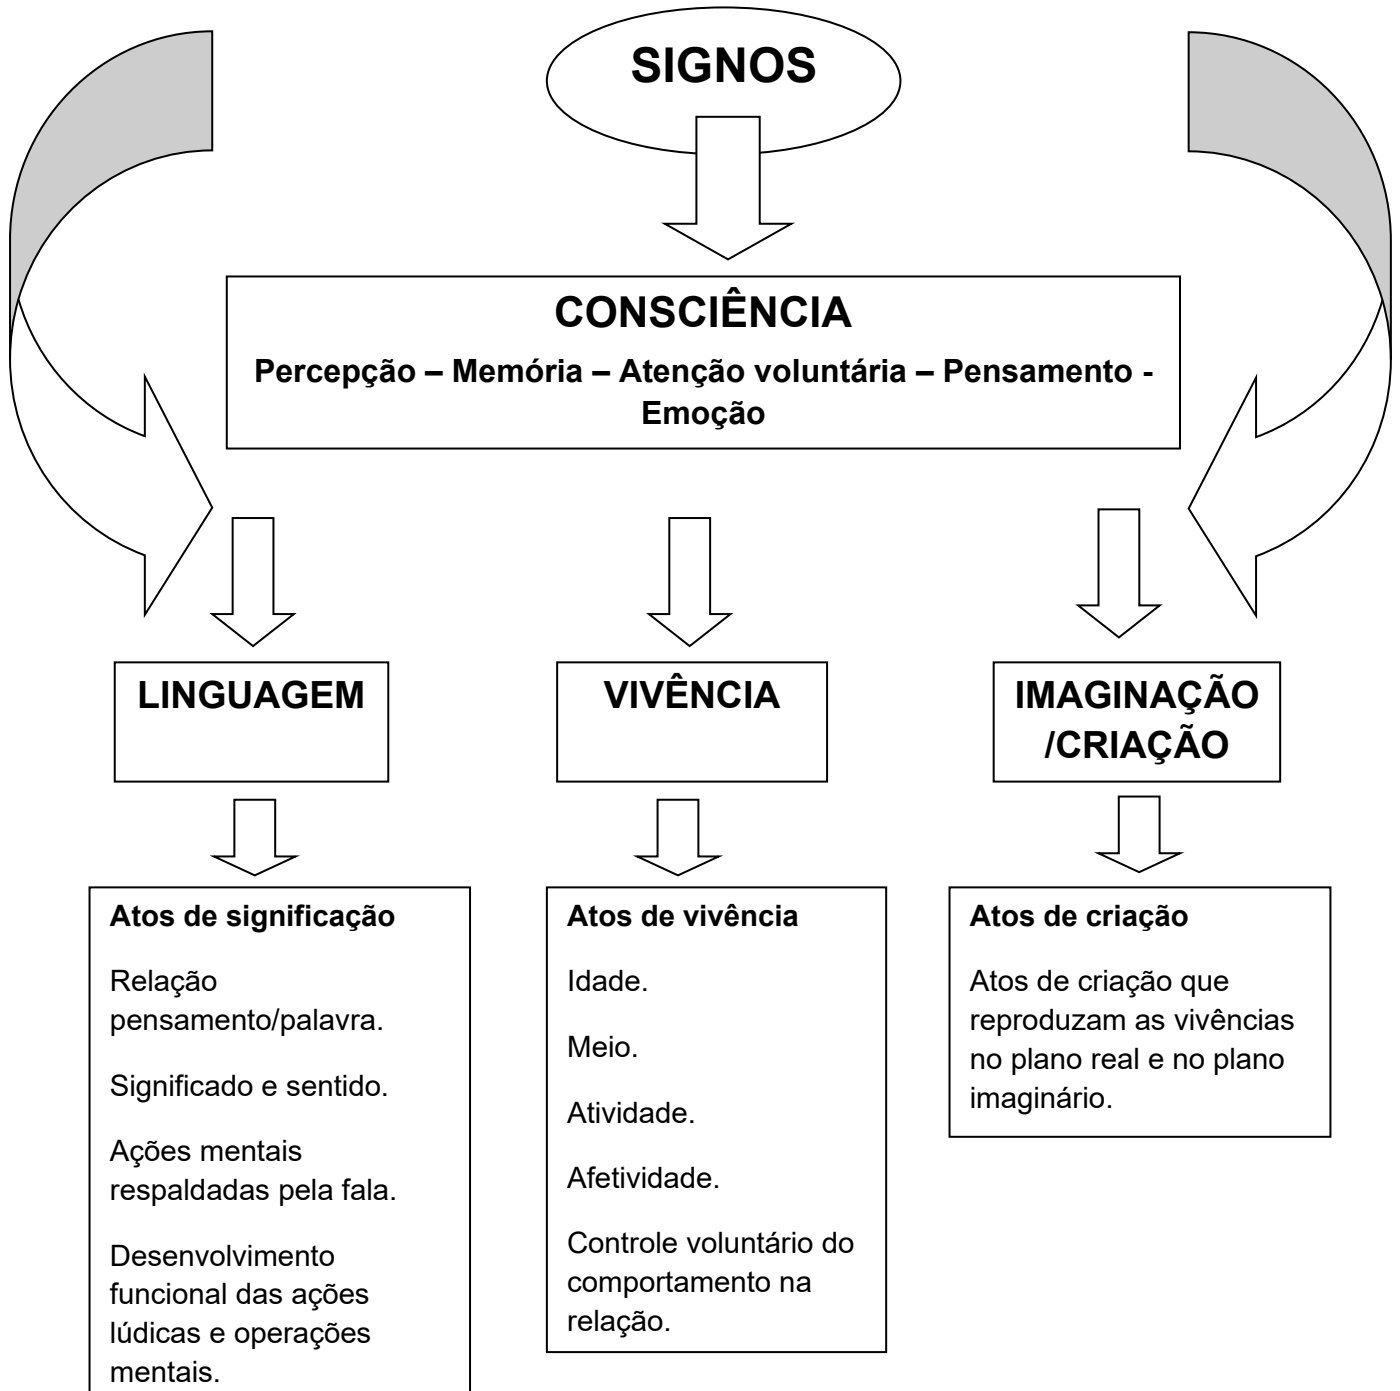 SIGNOS
CONSCIÊNCIA
Percepção – Memória – Atenção voluntária – Pensamento -
Emoção
LINGUAGEM
VIVÊNCIA
IMAGINAÇÃO
/CRIAÇÃO
Atos de significação
Relação
pensamento/palavra.
Significado e sentido.
Ações mentais
respaldadas pela fala.
Desenvolvimento
funcional das ações
lúdicas e operações
mentais.
Atos de vivência
Idade.
Meio.
Atividade.
Afetividade.
Controle voluntário do
comportamento na
relação.
Atos de criação
Atos de criação que
reproduzam as vivências
no plano real e no plano
imaginário.